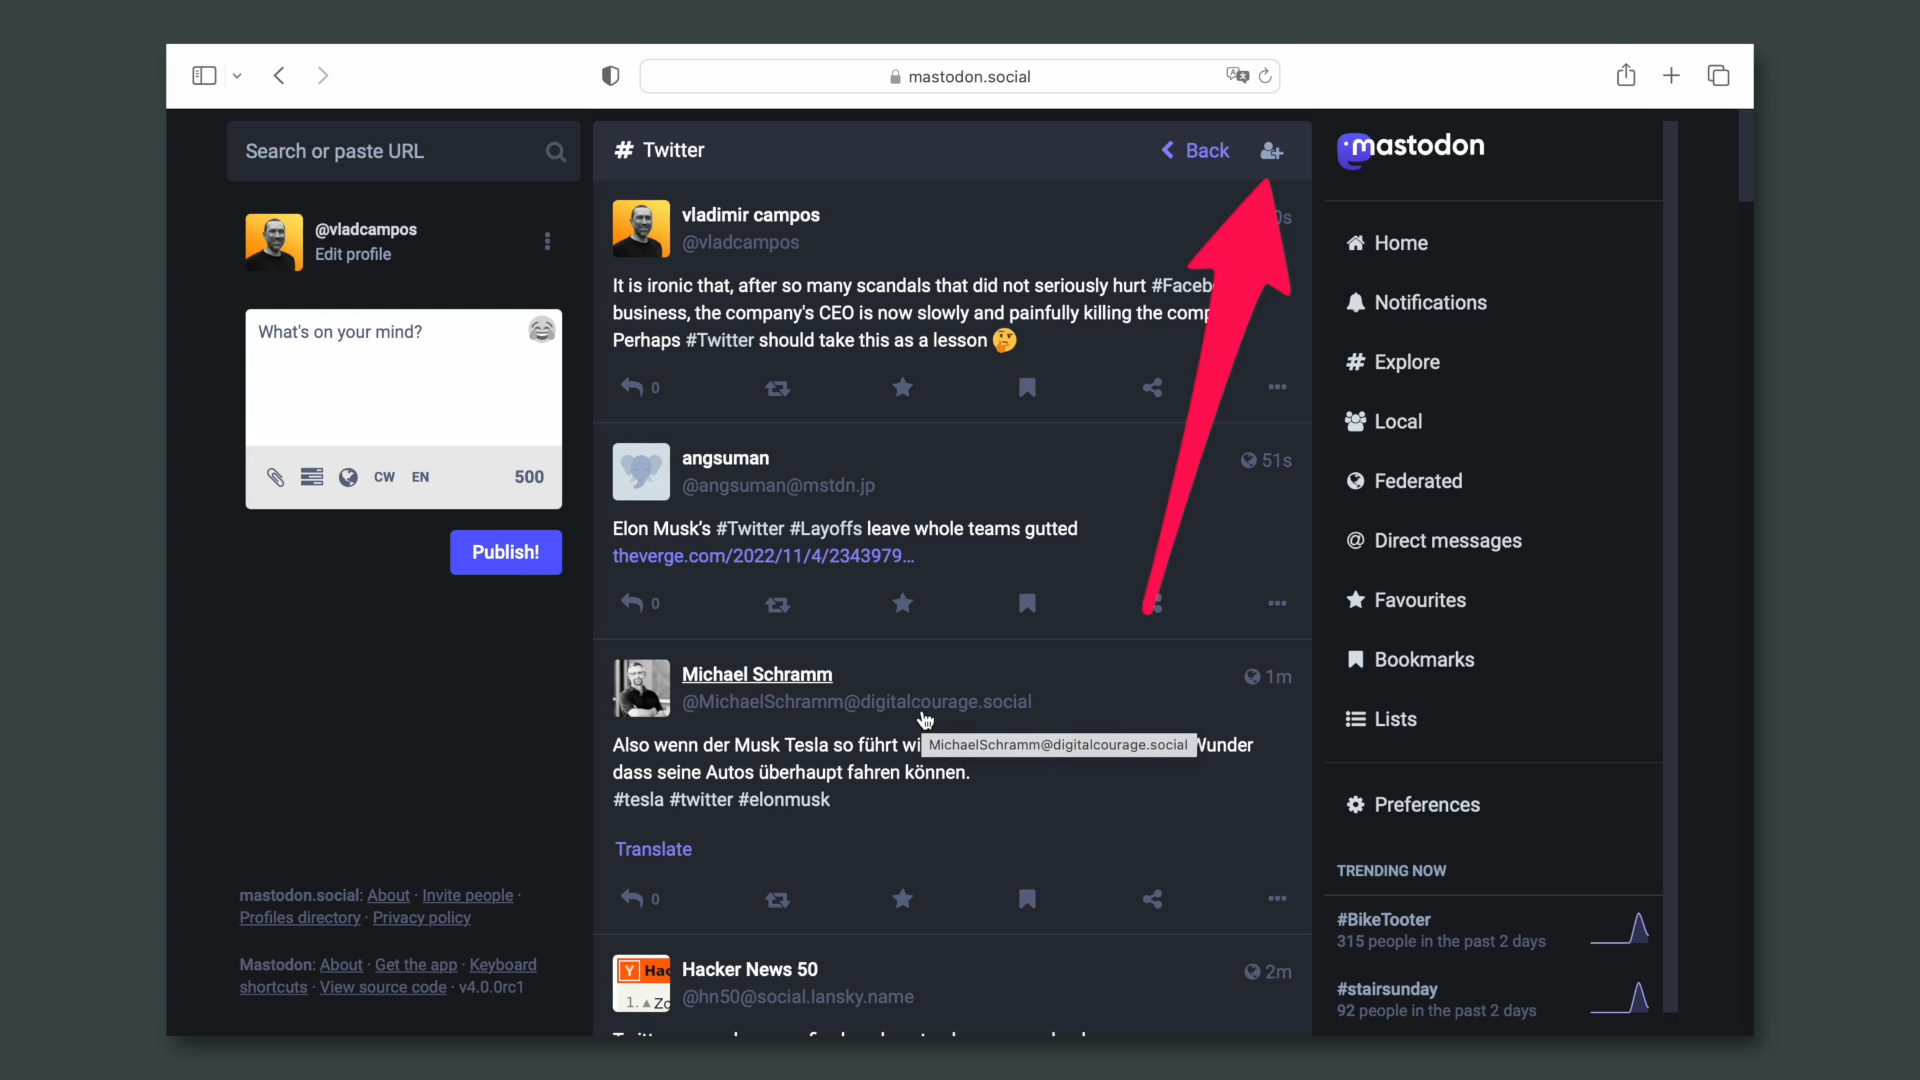 mastodon.social
Search or paste URL
@vladcampos
Edit profile
What's on your mind?
CW EN 500
Publish!
mastodon.social: About · Invite people ·
Profiles directory · Privacy policy
Mastodon: About · Get the app · Keyboard
shortcuts · View source code · v4.0.0rc1
# Twitter
Back
vladimir campos
@vladcampos
It is ironic that, after so many scandals that did not seriously hurt
business, the company's CEO is now slowly and painfully killing the
Perhaps #Twitter should take this as a lesson 🤔
0
angsuman
51s
@angsuman@mstdn.jp
Elon Musk's #Twitter #Layoffs leave whole teams gutted
theverge.com/2022/11/4/2343979...
0
Michael Schramm
1m
@MichaelSchramm@digitalcourage.social
Also wenn der Musk Tesla so führt
MichaelSchramm@digitalcourage.social
dass seine Autos überhaupt fahren können.
#tesla #twitter #elonmusk
Translate
0
Hacker News 50
2m
@hn50@social.lansky.name
mastodon
Home
Notifications
# Explore
Local
Federated
@ Direct messages
Favourites
Bookmarks
Lists
Preferences
TRENDING NOW
#BikeTooter
315 people in the past 2 days
#stairsunday
92 people in the past 2 days